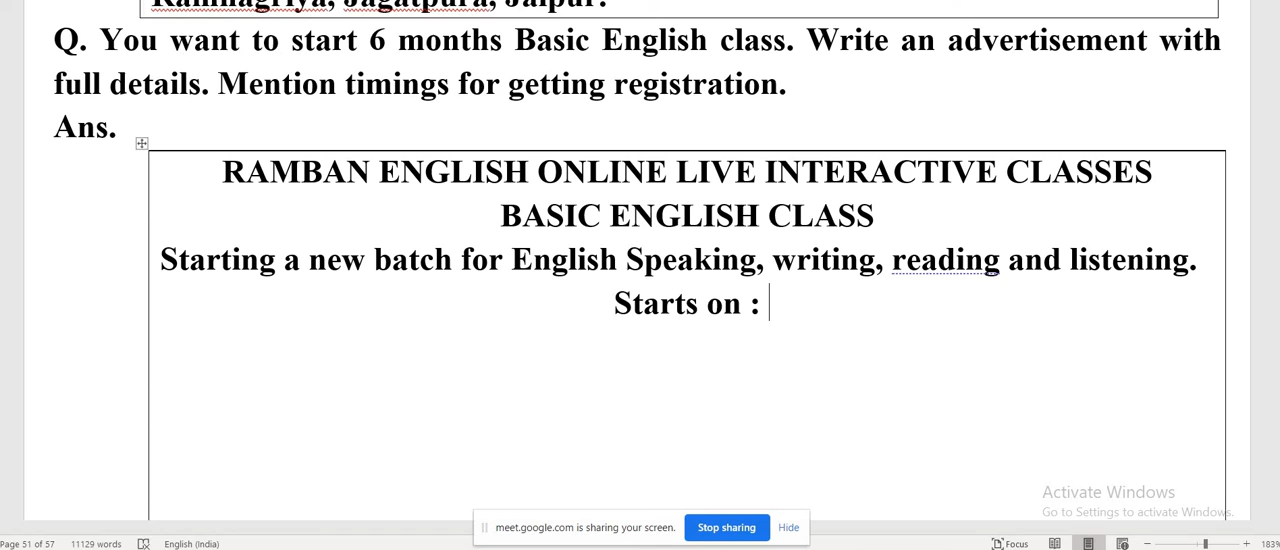 Ramnagriya, Jagatpura, Jaipur.
Q. You want to start 6 months Basic English class. Write an advertisement with
full details. Mention timings for getting registration.
Ans.
RAMBAN ENGLISH ONLINE LIVE INTERACTIVE CLASSES
BASIC ENGLISH CLASS
Starting a new batch for English Speaking, writing, reading and listening.
Starts on :
Activate Windows
Go to Settings to activate Windows.
meet.google.com is sharing your screen. Stop sharing Hide
Page 51 of 57 11129 words English (India) Focus 183%